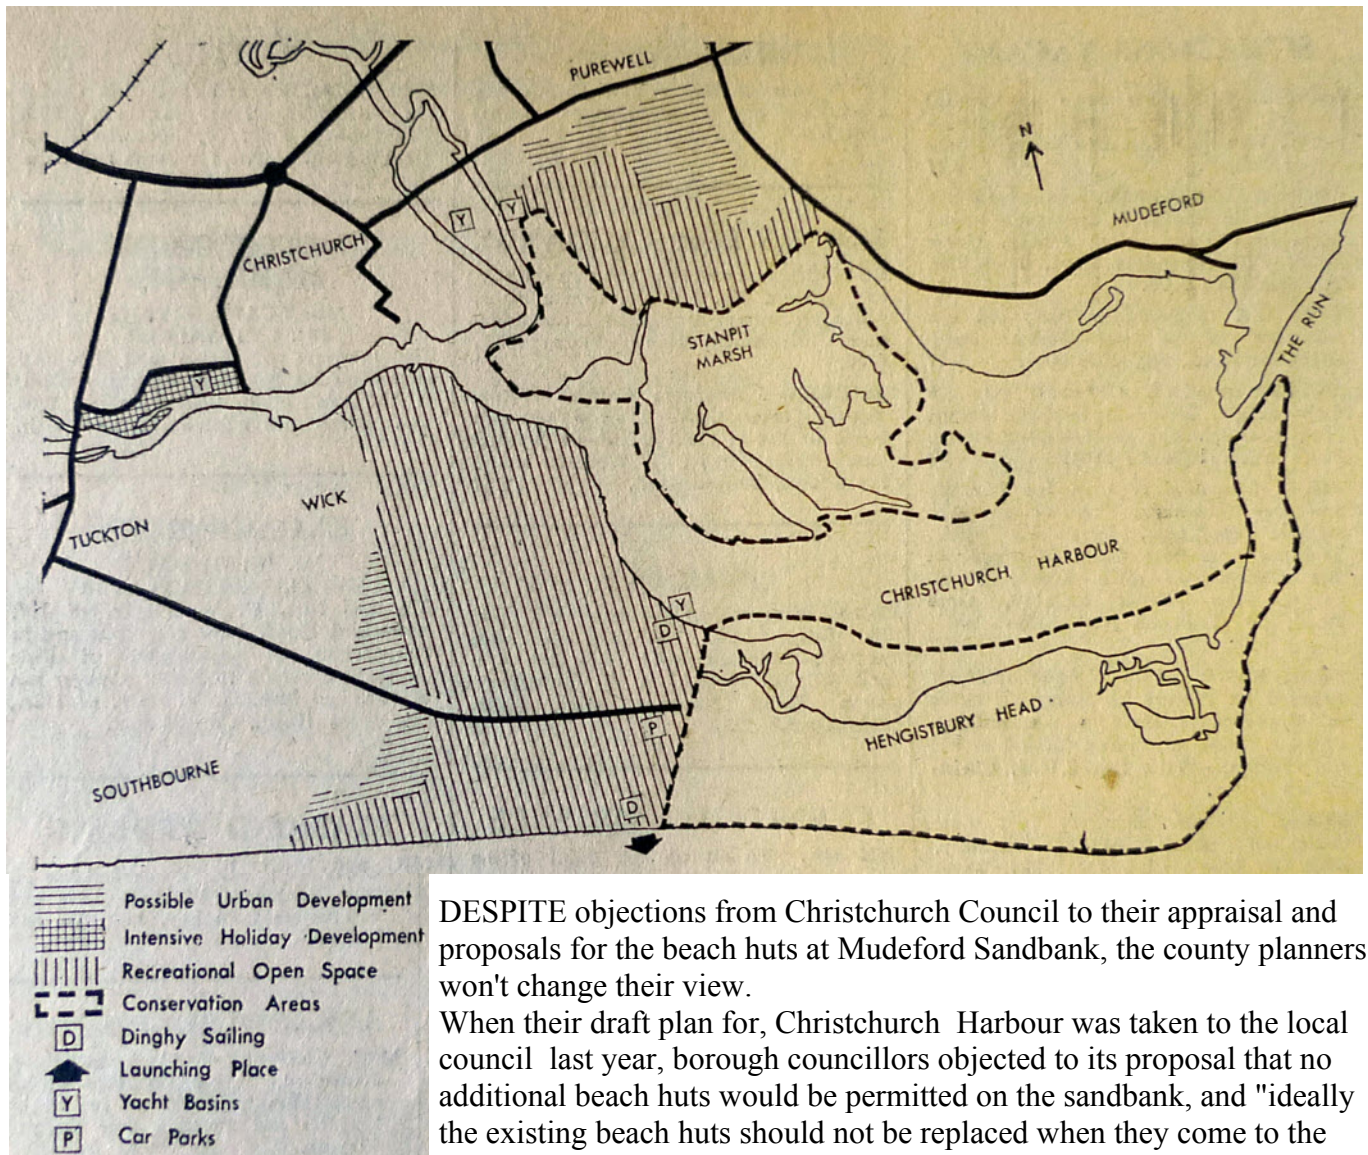 PUREWELL
N
MUDEFORD
Y
Y
CHRISTCHURCH
THE RUN
STANPIT
MARSH
Y
WICK
TUCKTON
CHRISTCHURCH HARBOUR
Y
D
HENGISTBURY HEAD
P
SOUTHBOURNE
D
Possible Urban Development
Intensive Holiday Development
Recreational Open Space
Conservation Areas
D Dinghy Sailing
Launching Place
Y Yacht Basins
P Car Parks
DESPITE objections from Christchurch Council to their appraisal and
proposals for the beach huts at Mudeford Sandbank, the county planners
won't change their view.
When their draft plan for, Christchurch Harbour was taken to the local
council last year, borough councillors objected to its proposal that no
additional beach huts would be permitted on the sandbank, and "ideally
the existing beach huts should not be replaced when they come to the